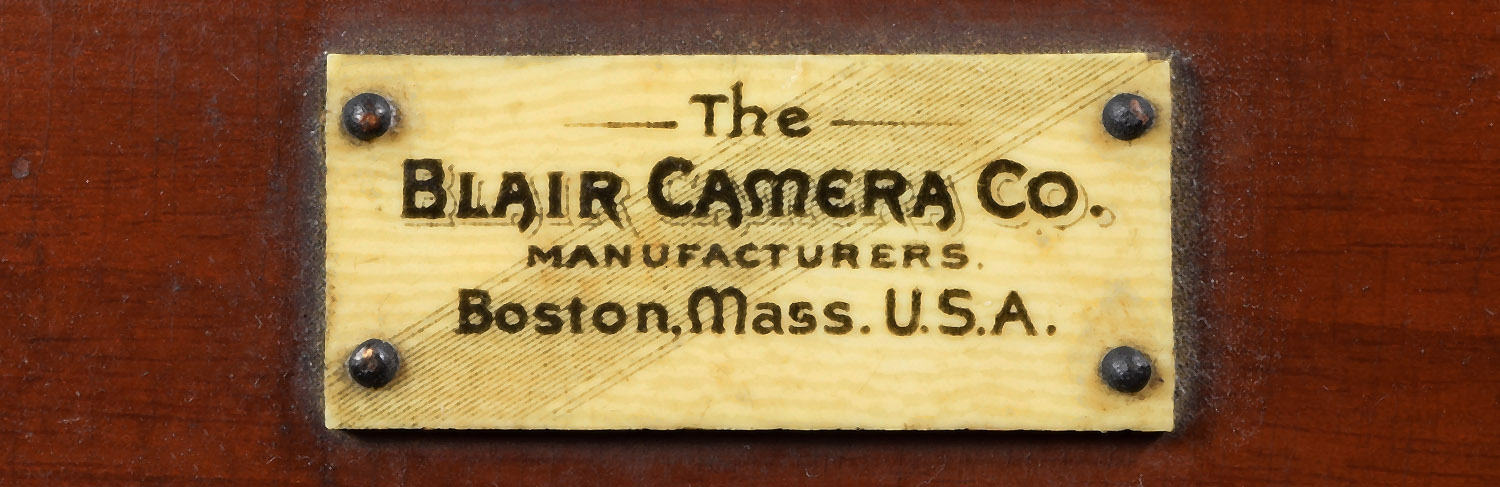 The
BLAIR CAMERA CO.
MANUFACTURERS.
Boston, Mass. U.S.A.